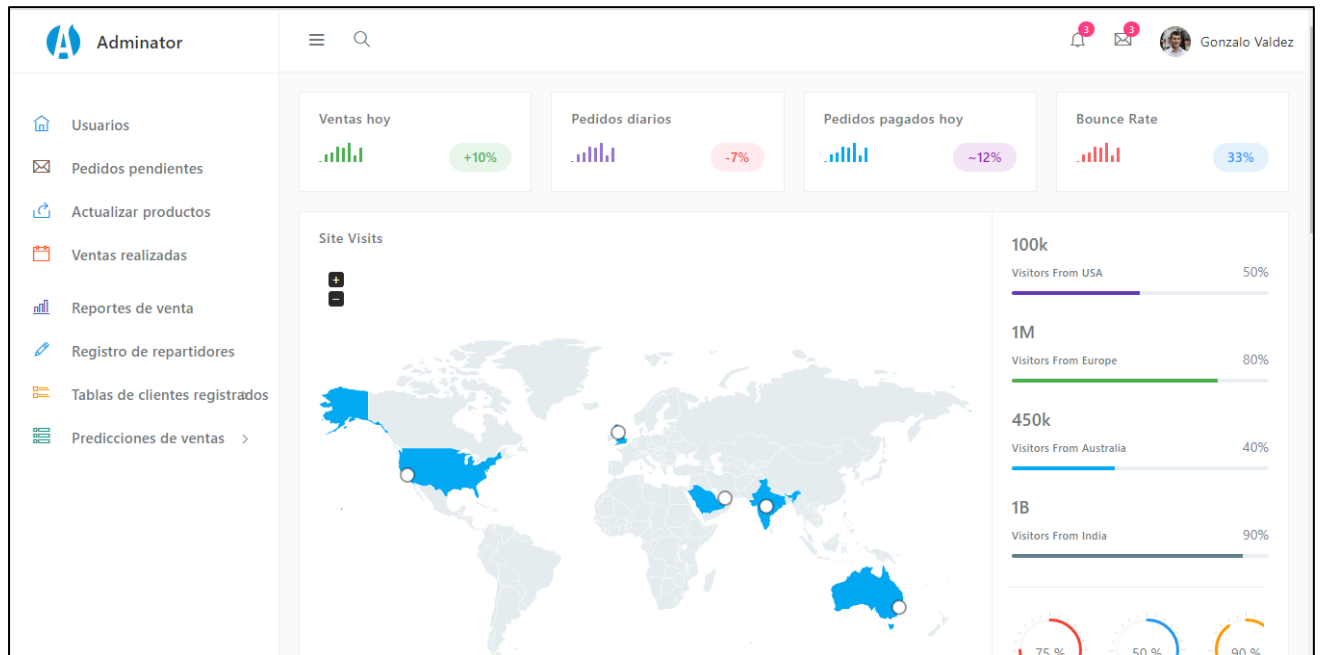 Adminator
3
3
Gonzalo Valdez
Usuarios
Pedidos pendientes
Actualizar productos
Ventas realizadas
Reportes de venta
Registro de repartidores
Tablas de clientes registrados
Predicciones de ventas
Ventas hoy
+10%
Pedidos diarios
-7%
Pedidos pagados hoy
~12%
Bounce Rate
33%
Site Visits
+
−
100k
Visitors From USA 50%
1M
Visitors From Europe 80%
450k
Visitors From Australia 40%
1B
Visitors From India 90%
75 % 50 % 90 %